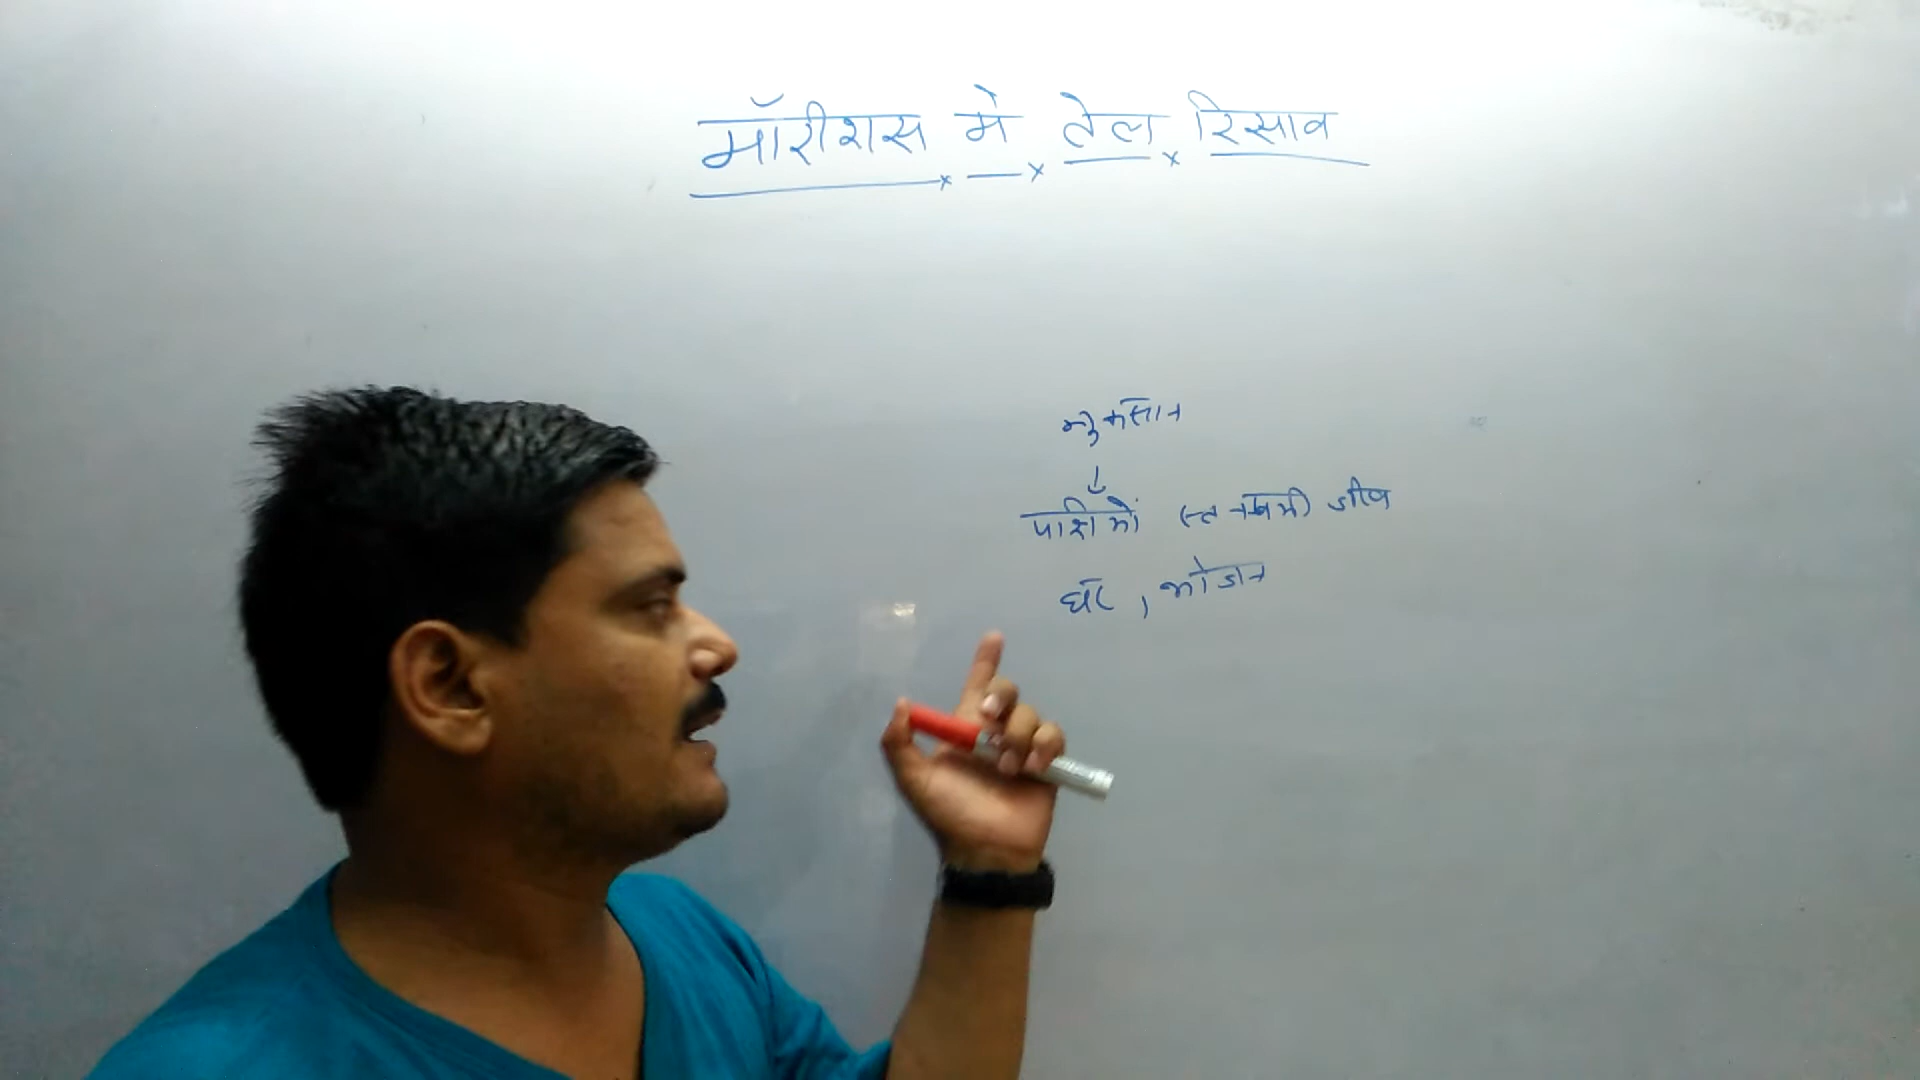 मॉरीशस मे तेल रिसाव
नुकसान
पक्षियों स्तनधारी जीव
घर, भोजन